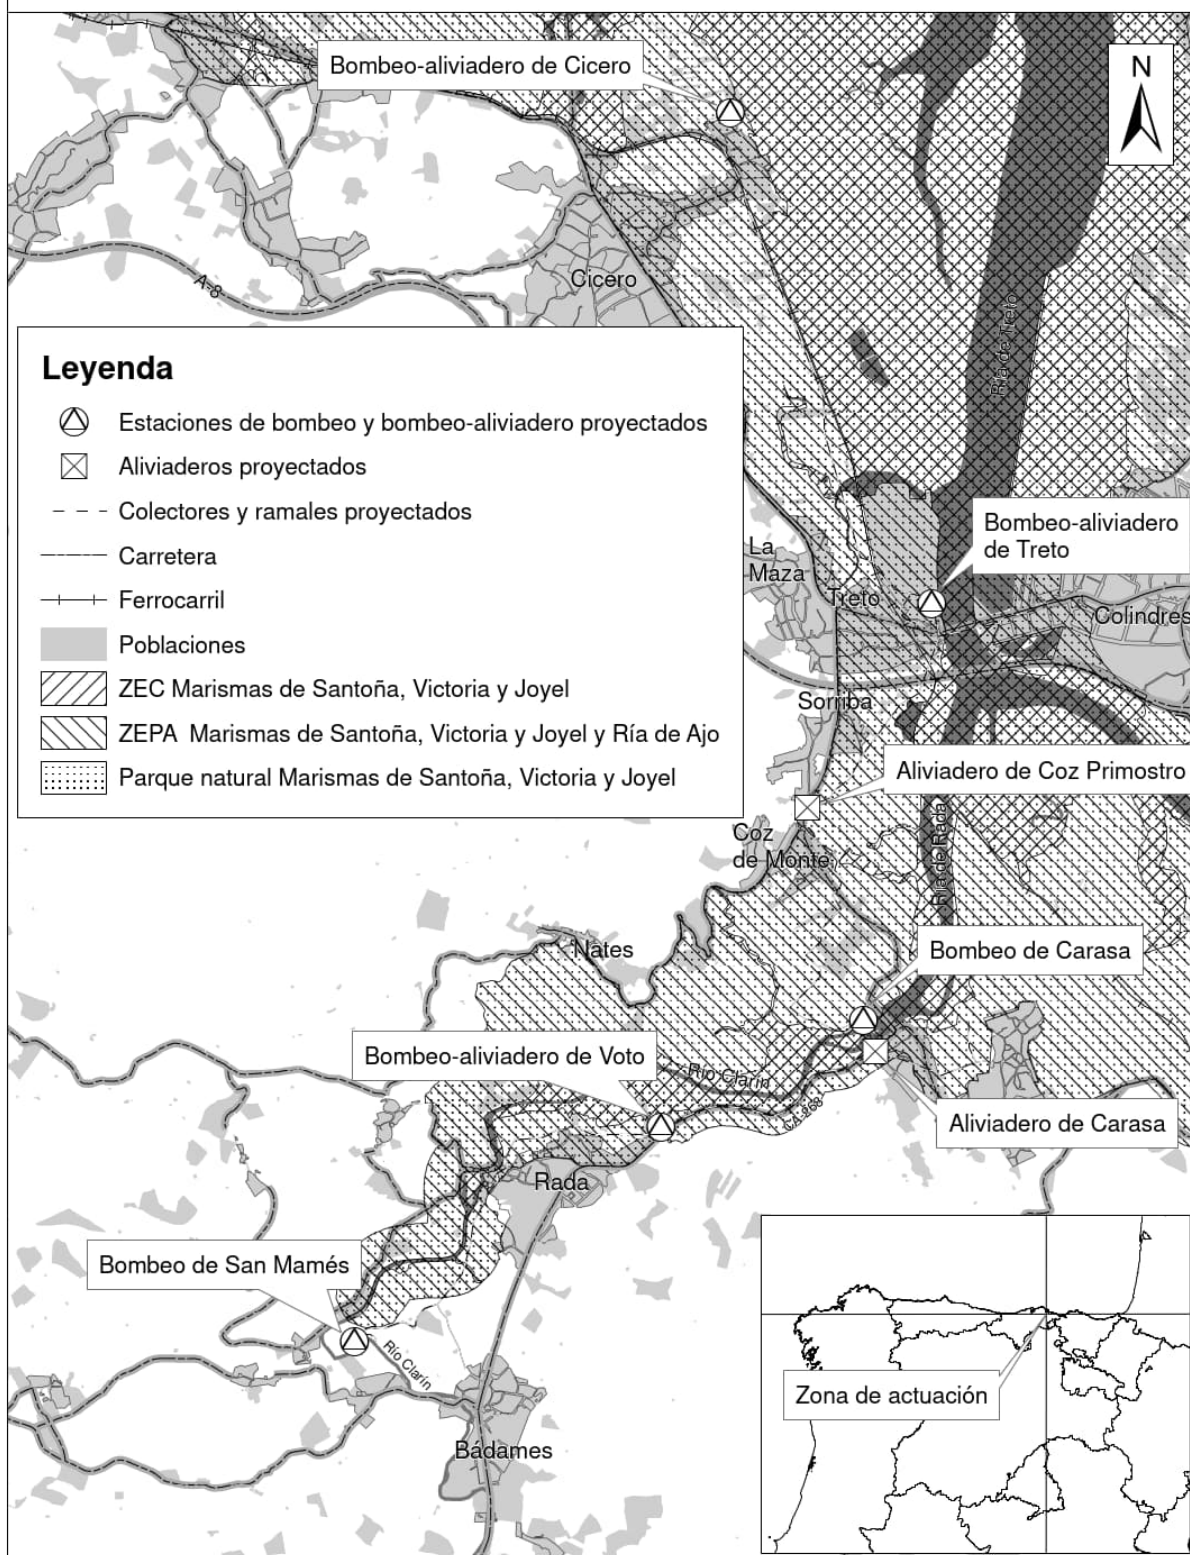 Bombeo-aliviadero de Cicero
N
A-8
Cicero
Ría de Treto
Leyenda
Estaciones de bombeo y bombeo-aliviadero proyectados
Aliviaderos proyectados
Colectores y ramales proyectados
Carretera
Ferrocarril
Poblaciones
ZEC Marismas de Santoña, Victoria y Joyel
ZEPA Marismas de Santoña, Victoria y Joyel y Ría de Ajo
Parque natural Marismas de Santoña, Victoria y Joyel
Bombeo-aliviadero
de Treto
La
Maza
Treto
Colindres
Sorriba
Aliviadero de Coz Primostro
Coz
de Monte
Ría de Rada
Nates
Bombeo de Carasa
Bombeo-aliviadero de Voto
Río Clarín
CA-268
Aliviadero de Carasa
Rada
Bombeo de San Mamés
Río Clarín
Zona de actuación
Bádames